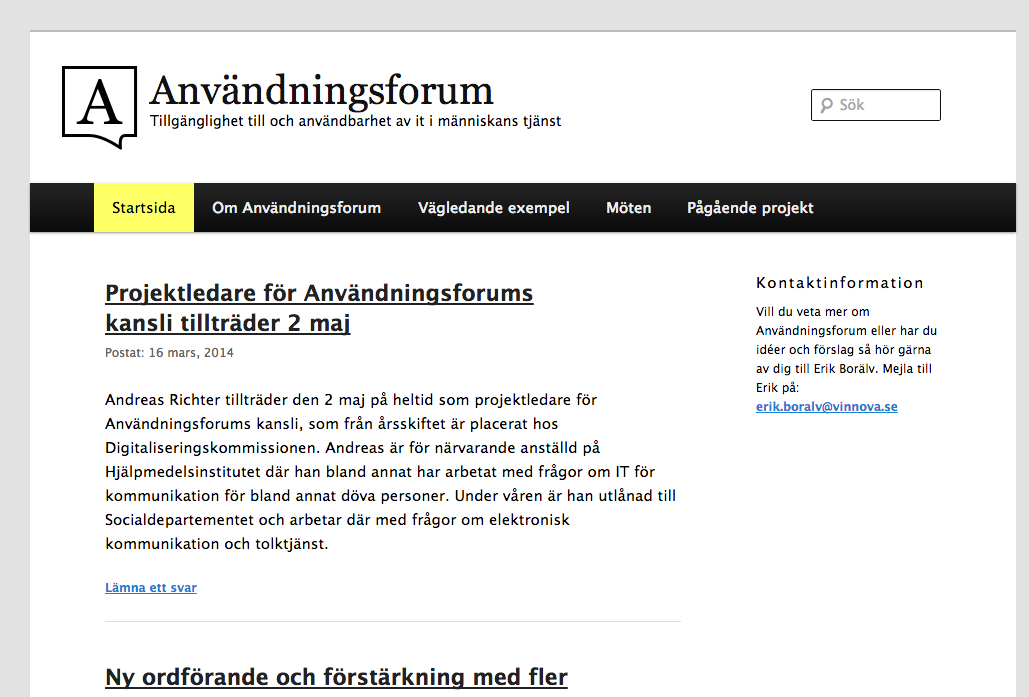 A
Användningsforum
Tillgänglighet till och användbarhet av it i människans tjänst
Sök
Startsida
Om Användningsforum
Vägledande exempel
Möten
Pågående projekt
Projektledare för Användningsforums
kansli tillträder 2 maj
Postat: 16 mars, 2014
Andreas Richter tillträder den 2 maj på heltid som projektledare för
Användningsforums kansli, som från årsskiftet är placerat hos
Digitaliseringskommissionen. Andreas är för närvarande anställd på
Hjälpmedelsinstitutet där han bland annat har arbetat med frågor om IT för
kommunikation för bland annat döva personer. Under våren är han utlånad till
Socialdepartementet och arbetar där med frågor om elektronisk
kommunikation och tolktjänst.
Lämna ett svar
Ny ordförande och förstärkning med fler
Kontaktinformation
Vill du veta mer om
Användningsforum eller har du
idéer och förslag så hör gärna
av dig till Erik Borälv. Mejla till
Erik på:
erik.boralv@vinnova.se